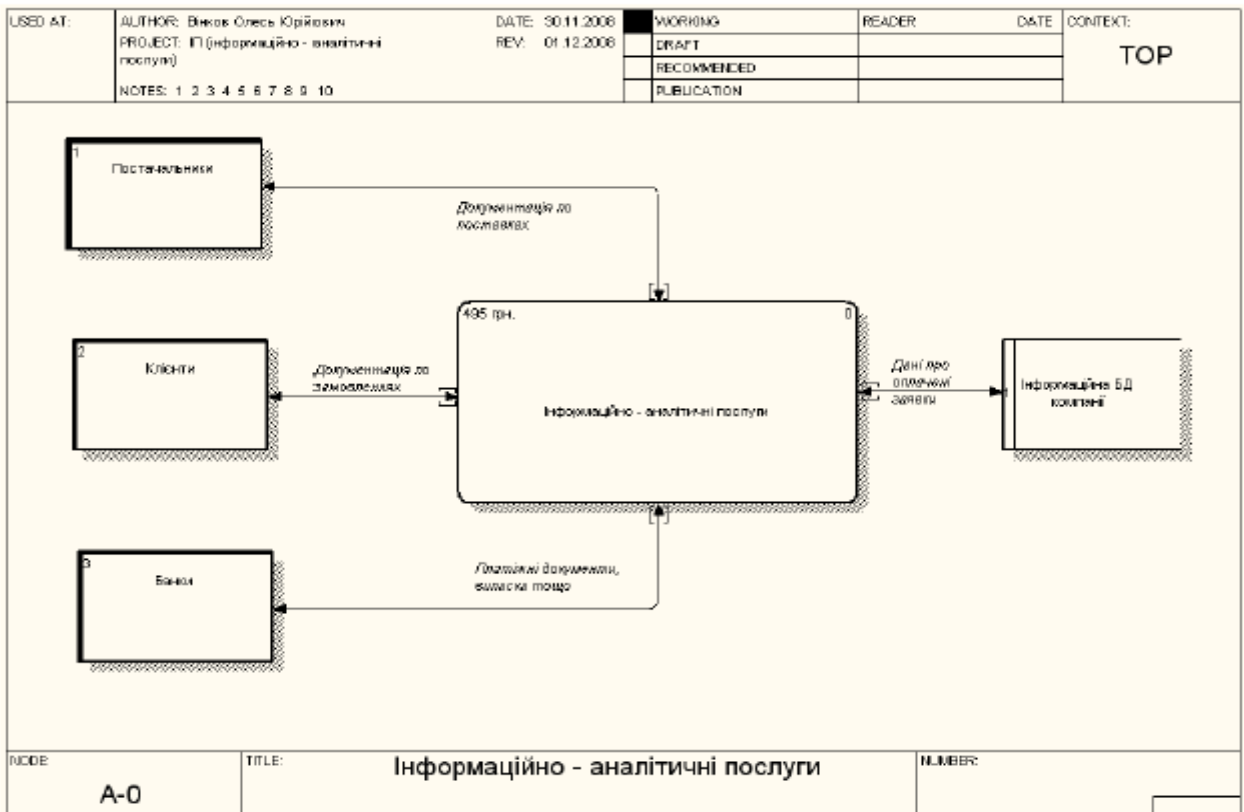 USED AT:
AUTHOR: Вінков Олесь Юрійович
DATE: 30.11.2008
WORKING
READER
DATE
CONTEXT:
PROJECT: ІП (інформаційно - аналітичні
REV: 01.12.2008
DRAFT
TOP
послуги)
RECOMMENDED
NOTES: 1 2 3 4 5 6 7 8 9 10
PUBLICATION
1
Постачальники
Документація по
поставках
495 грн.
0
2
Клієнти
Документація по
замовленнях
Інформаційно - аналітичні послуги
Дані про
оплачені
заявки
Інформаційна БД
компанії
3
Банки
Платіжні документи,
виписка тощо
NODE:
TITLE:
Інформаційно - аналітичні послуги
NUMBER:
A-0